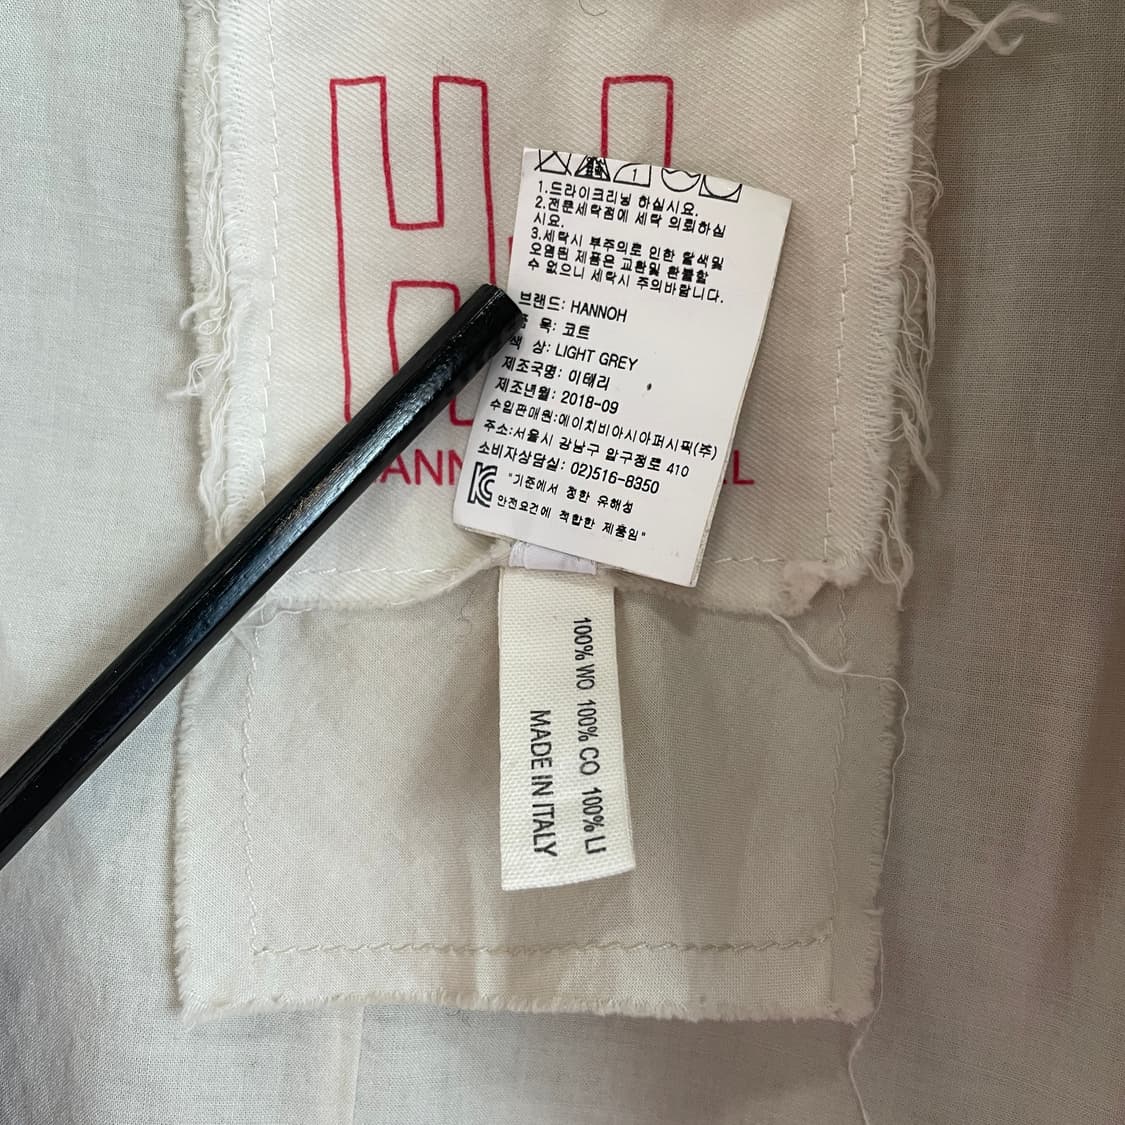 1.드라이크리닝 하십시요.
2.전문세탁점에 세탁 의뢰하십
시요.
3.세탁시 부주의로 인한 탈색및
오염된 제품은 교환및 환불할
수 없으니 세탁시 주의바랍니다.
브랜드: HANNOH
목: 코트
색 상: LIGHT GREY
제조국명: 이태리
제조년월: 2018-09
수입판매원:에이치비아시아퍼시픽(주)
주소:서울시 강남구 압구정로 410
소비자상담실: 02)516-8350
"기준에서 정한 유해성
안전요건에 적합한 제품임"
100% WO 100% CO 100% LI
MADE IN ITALY